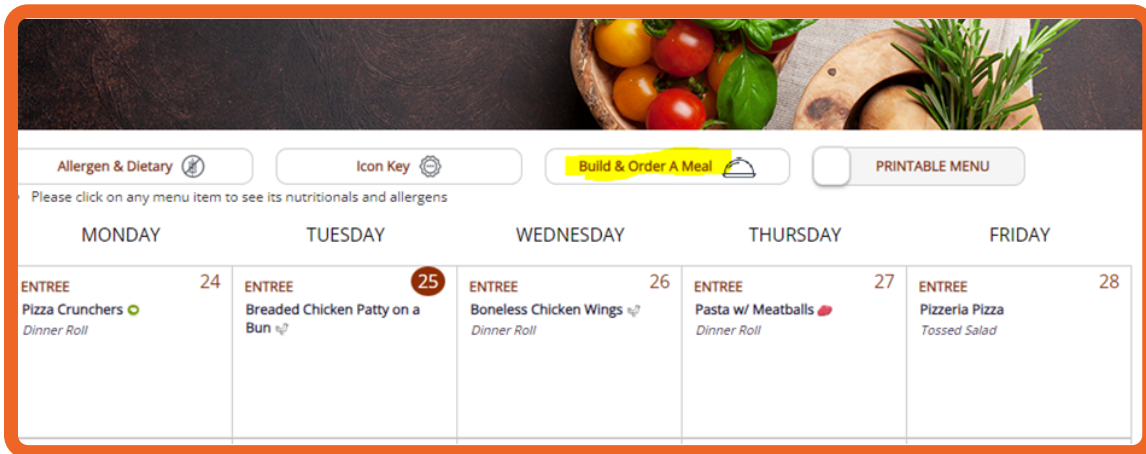 Allergen & Dietary
Icon Key
Build & Order A Meal
PRINTABLE MENU
Please click on any menu item to see its nutritionals and allergens
MONDAY
TUESDAY
WEDNESDAY
THURSDAY
FRIDAY
24
ENTREE
Pizza Crunchers
Dinner Roll
25
ENTREE
Breaded Chicken Patty on a
Bun
26
ENTREE
Boneless Chicken Wings
Dinner Roll
27
ENTREE
Pasta w/ Meatballs
Dinner Roll
28
ENTREE
Pizzeria Pizza
Tossed Salad